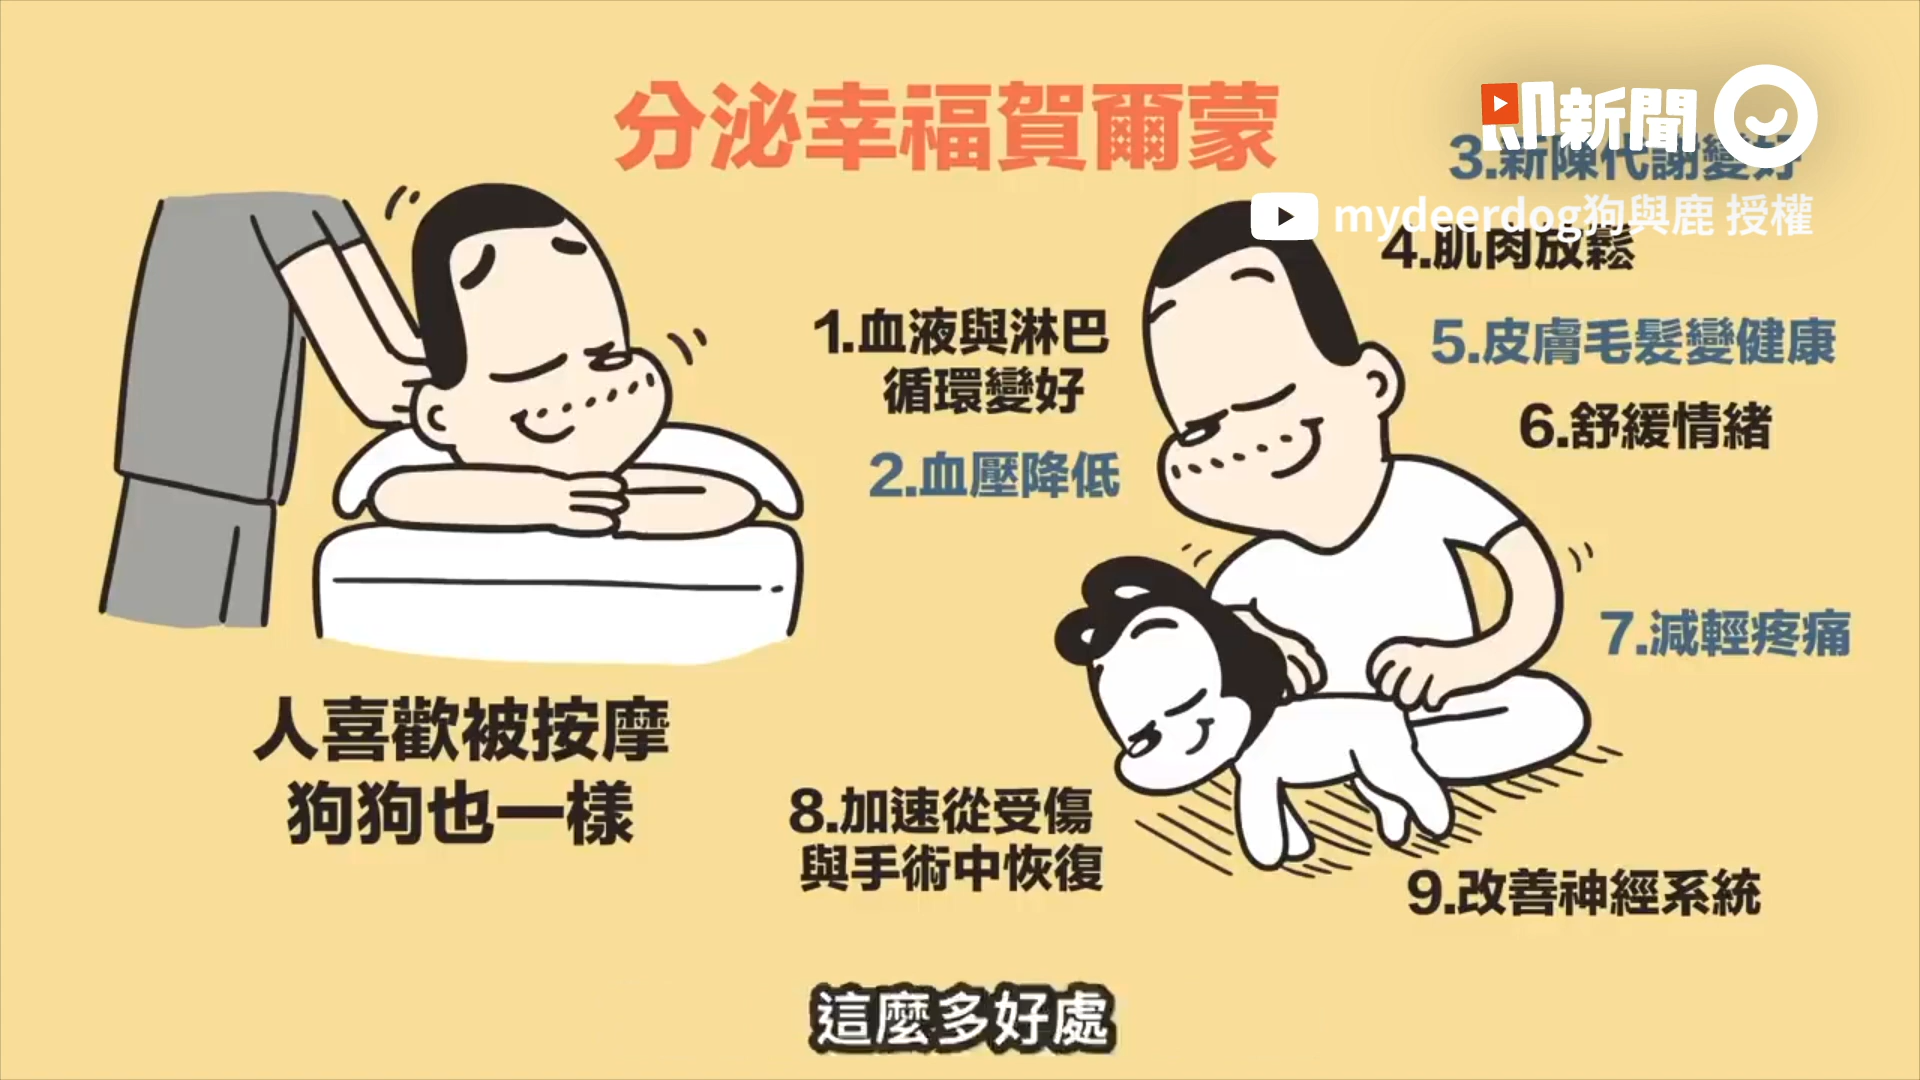 分泌幸福賀爾蒙
即新聞
3.新陳代謝變好
mydeerdog狗與鹿 授權
4.肌肉放鬆
1.血液與淋巴
循環變好
5.皮膚毛髮變健康
6.舒緩情緒
2.血壓降低
7.減輕疼痛
人喜歡被按摩
狗狗也一樣
8.加速從受傷
與手術中恢復
9.改善神經系統
這麼多好處